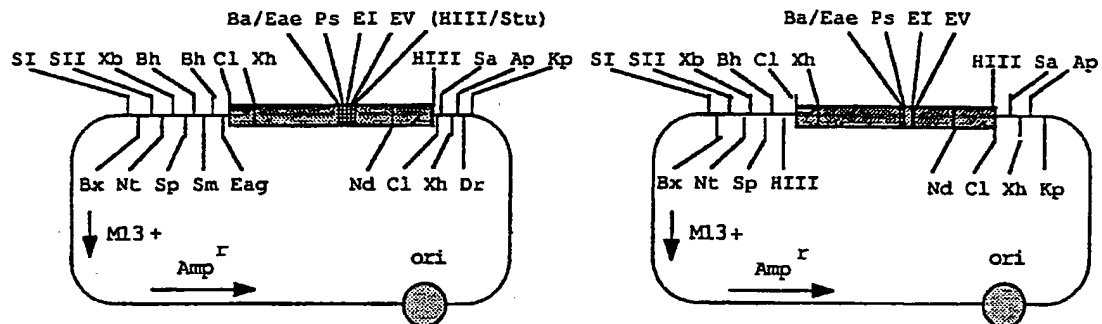 Ba/Eae Ps EI EV (HIII/Stu)
SI SII Xb Bh Bh Cl Xh HIII Sa Ap Kp
Bx Nt Sp Sm Eag Nd Cl Xh Dr
M13+
Amp r
ori
Ba/Eae Ps EI EV
SI SII Xb Bh Cl Xh HIII Sa Ap
Bx Nt Sp HIII Nd Cl Xh Kp
M13+
Amp r
ori